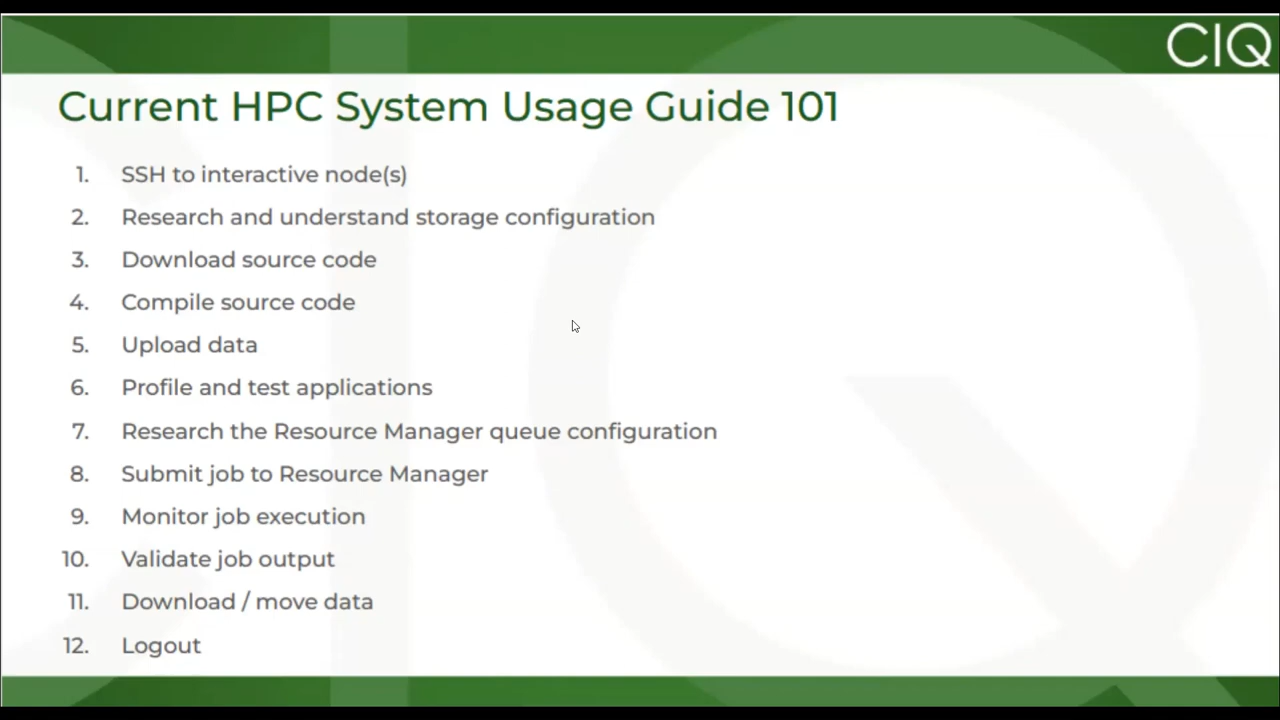 CIQ
Current HPC System Usage Guide 101
1. SSH to interactive node(s)
2. Research and understand storage configuration
3. Download source code
4. Compile source code
5. Upload data
6. Profile and test applications
7. Research the Resource Manager queue configuration
8. Submit job to Resource Manager
9. Monitor job execution
10. Validate job output
11. Download / move data
12. Logout